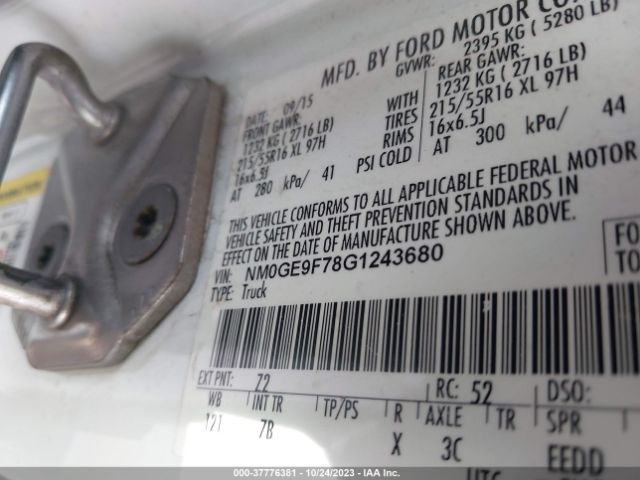 MFD. BY FORD MOTOR CO.
GVWR: 2395 KG ( 5280 LB)
DATE: 09/15
FRONT GAWR: REAR GAWR:
1232 KG (2716 LB) WITH 1232 KG (2716 LB)
215/55R16 XL 97H TIRES 215/55R16 XL 97H
16x6.5J RIMS 16x6.5J
AT 280 kPa/ 41 PSI COLD AT 300 kPa/ 44
THIS VEHICLE CONFORMS TO ALL APPLICABLE FEDERAL MOTOR
VEHICLE SAFETY AND THEFT PREVENTION STANDARDS IN
EFFECT ON THE DATE OF MANUFACTURE SHOWN ABOVE.
VIN: NM0GE9F78G1243680
TYPE: Truck
FO
TO
EXT PNT: Z2 RC: 52 DSO:
WB INT TR TP/PS R AXLE TR SPR
121 7B X 3C EEDD
UTC
000-37776381 - 10/24/2023 - IAA Inc.